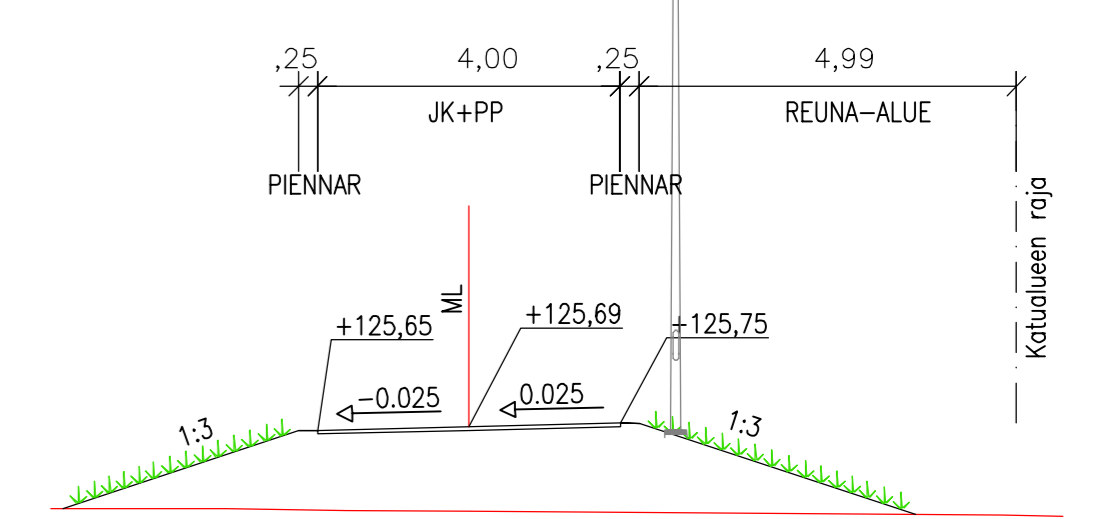 ,25
4,00
,25
4,99
JK+PP
REUNA-ALUE
PIENNAR
PIENNAR
Katualueen raja
ML
+125,65
+125,69
+125,75
-0.025
0.025
1:3
1:3